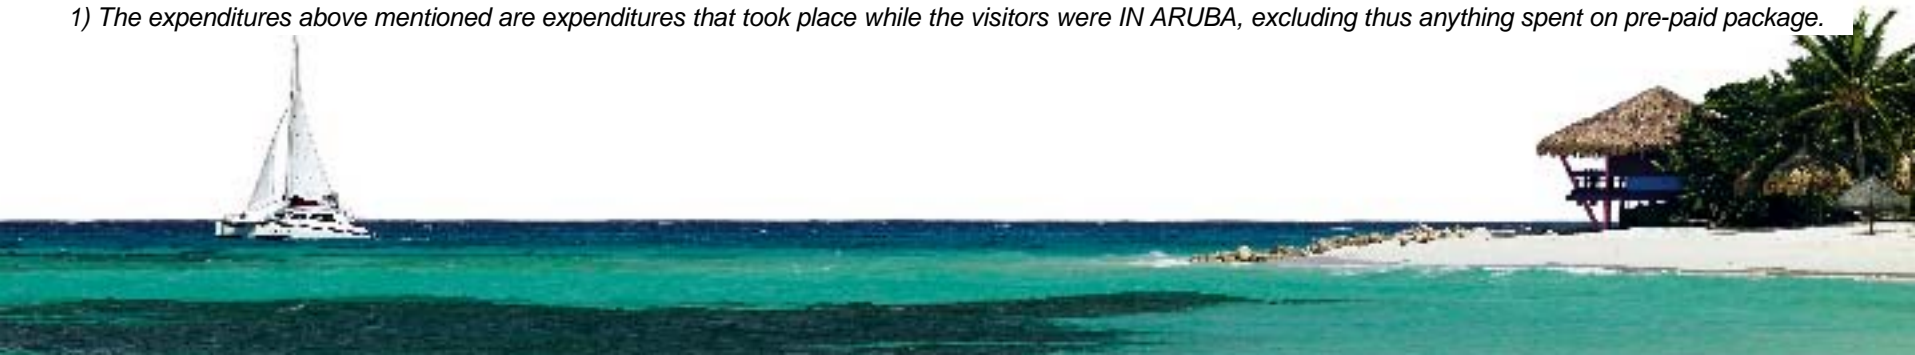 1) The expenditures above mentioned are expenditures that took place while the visitors were IN ARUBA, excluding thus anything spent on pre-paid package.